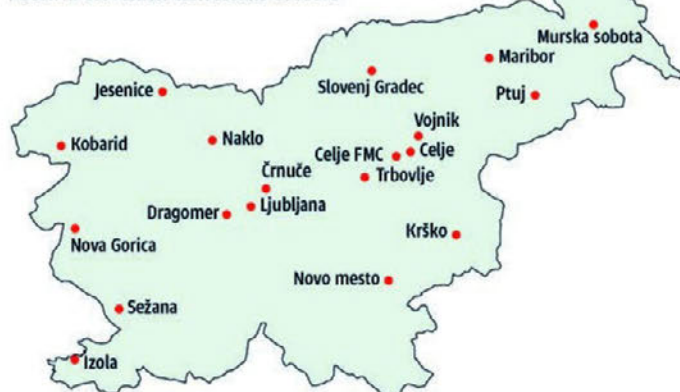 Murska sobota
Maribor
Slovenj Gradec
Jesenice
Ptuj
Vojnik
Kobarid
Naklo
Celje FMC
Celje
Črnuče
Trbovlje
Dragomer
Ljubljana
Nova Gorica
Krško
Novo mesto
Sežana
Izola